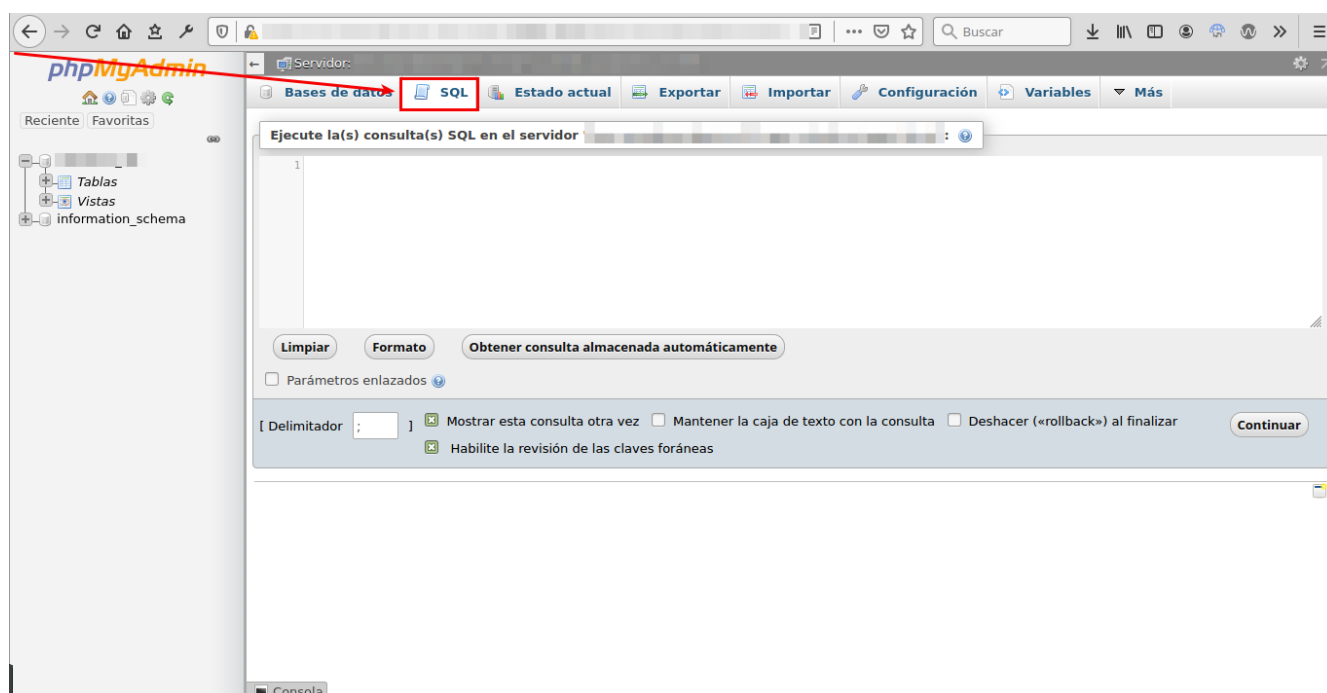 Buscar
phpMyAdmin
Reciente Favoritas
Tablas
Vistas
information_schema
Servidor:
Bases de datos SQL Estado actual Exportar Importar Configuración Variables Más
Ejecute la(s) consulta(s) SQL en el servidor " :
1
Limpiar Formato Obtener consulta almacenada automáticamente
Parámetros enlazados
[ Delimitador ; ] Mostrar esta consulta otra vez Mantener la caja de texto con la consulta Deshacer («rollback») al finalizar Continuar
Habilite la revisión de las claves foráneas
Consola